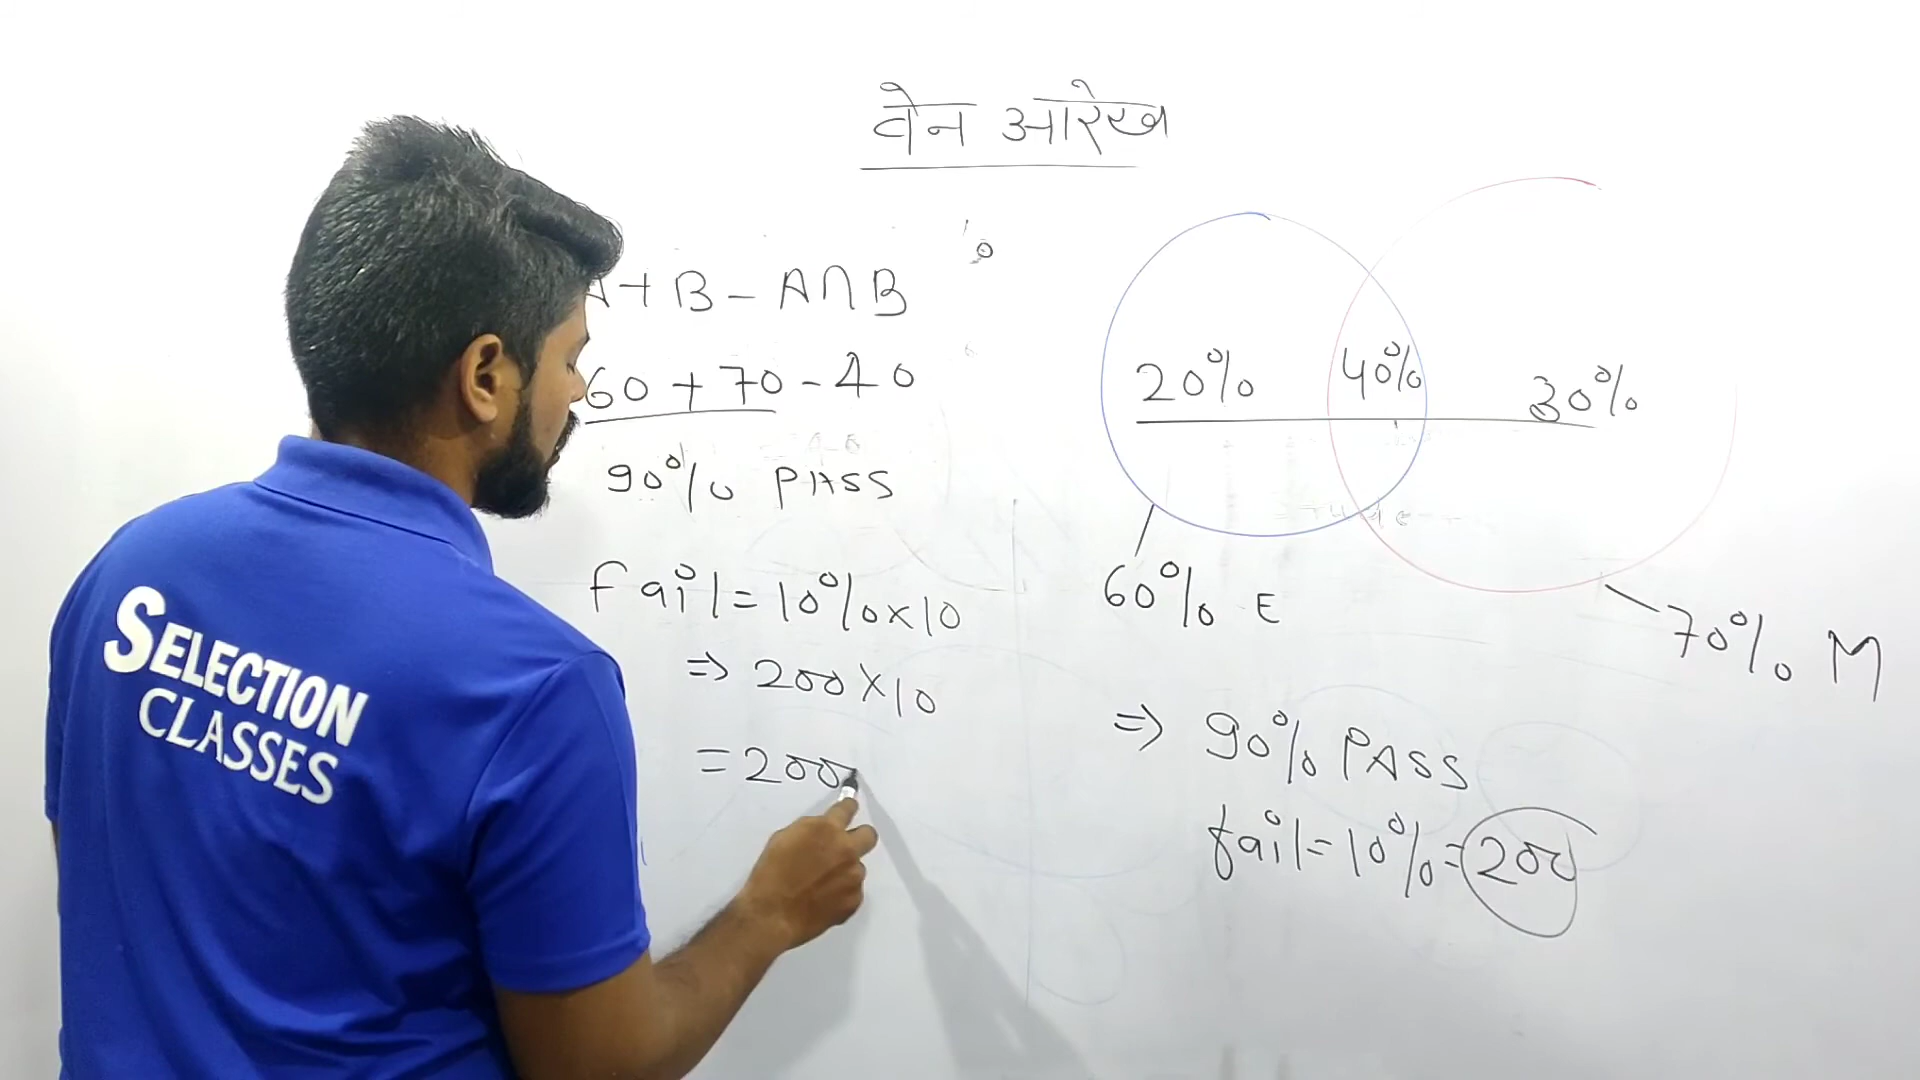 वेन आरेख
A+B-A∩B
60+70-40
90% PASS
fail=10%×10
⇒200×10
=200
20% 40% 30%
60% E
70% M
⇒90% PASS
fail=10%=200
SELECTION
CLASSES